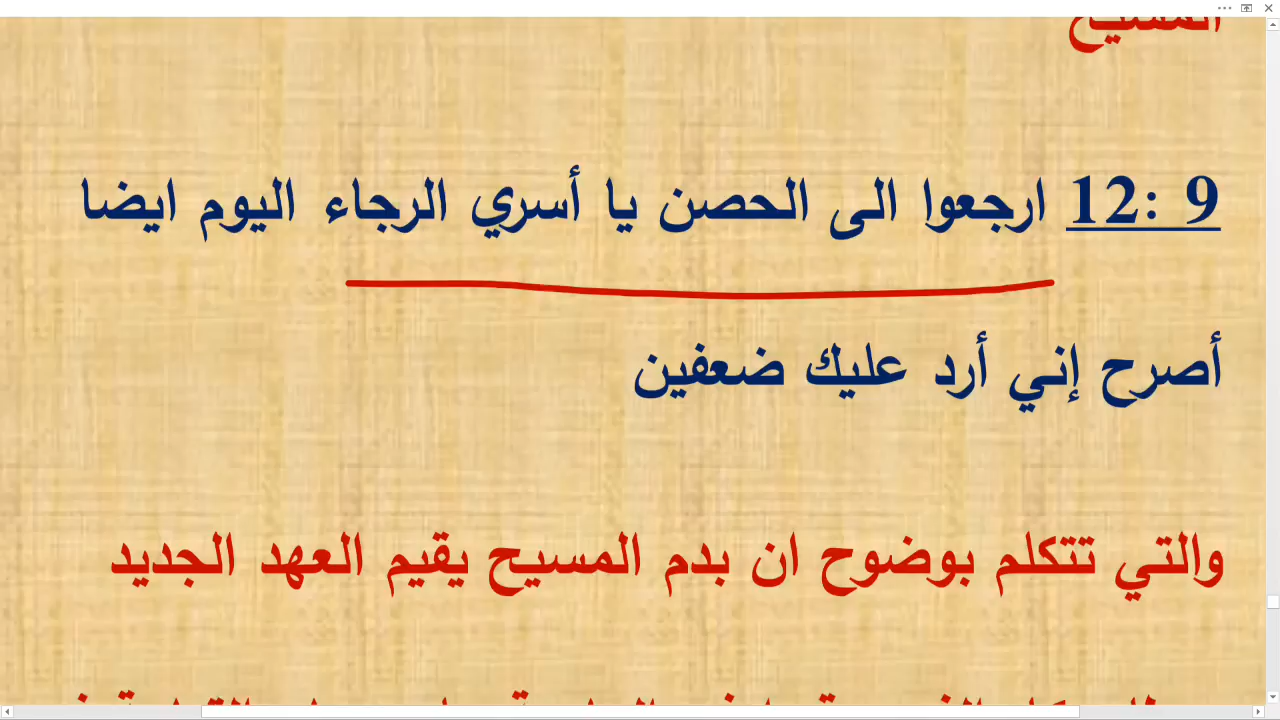 المسيح
9 :12 ارجعوا الى الحصن يا أسري الرجاء اليوم ايضا
أصرح إني أرد عليك ضعفين
والتي تتكلم بوضوح ان بدم المسيح يقيم العهد الجديد